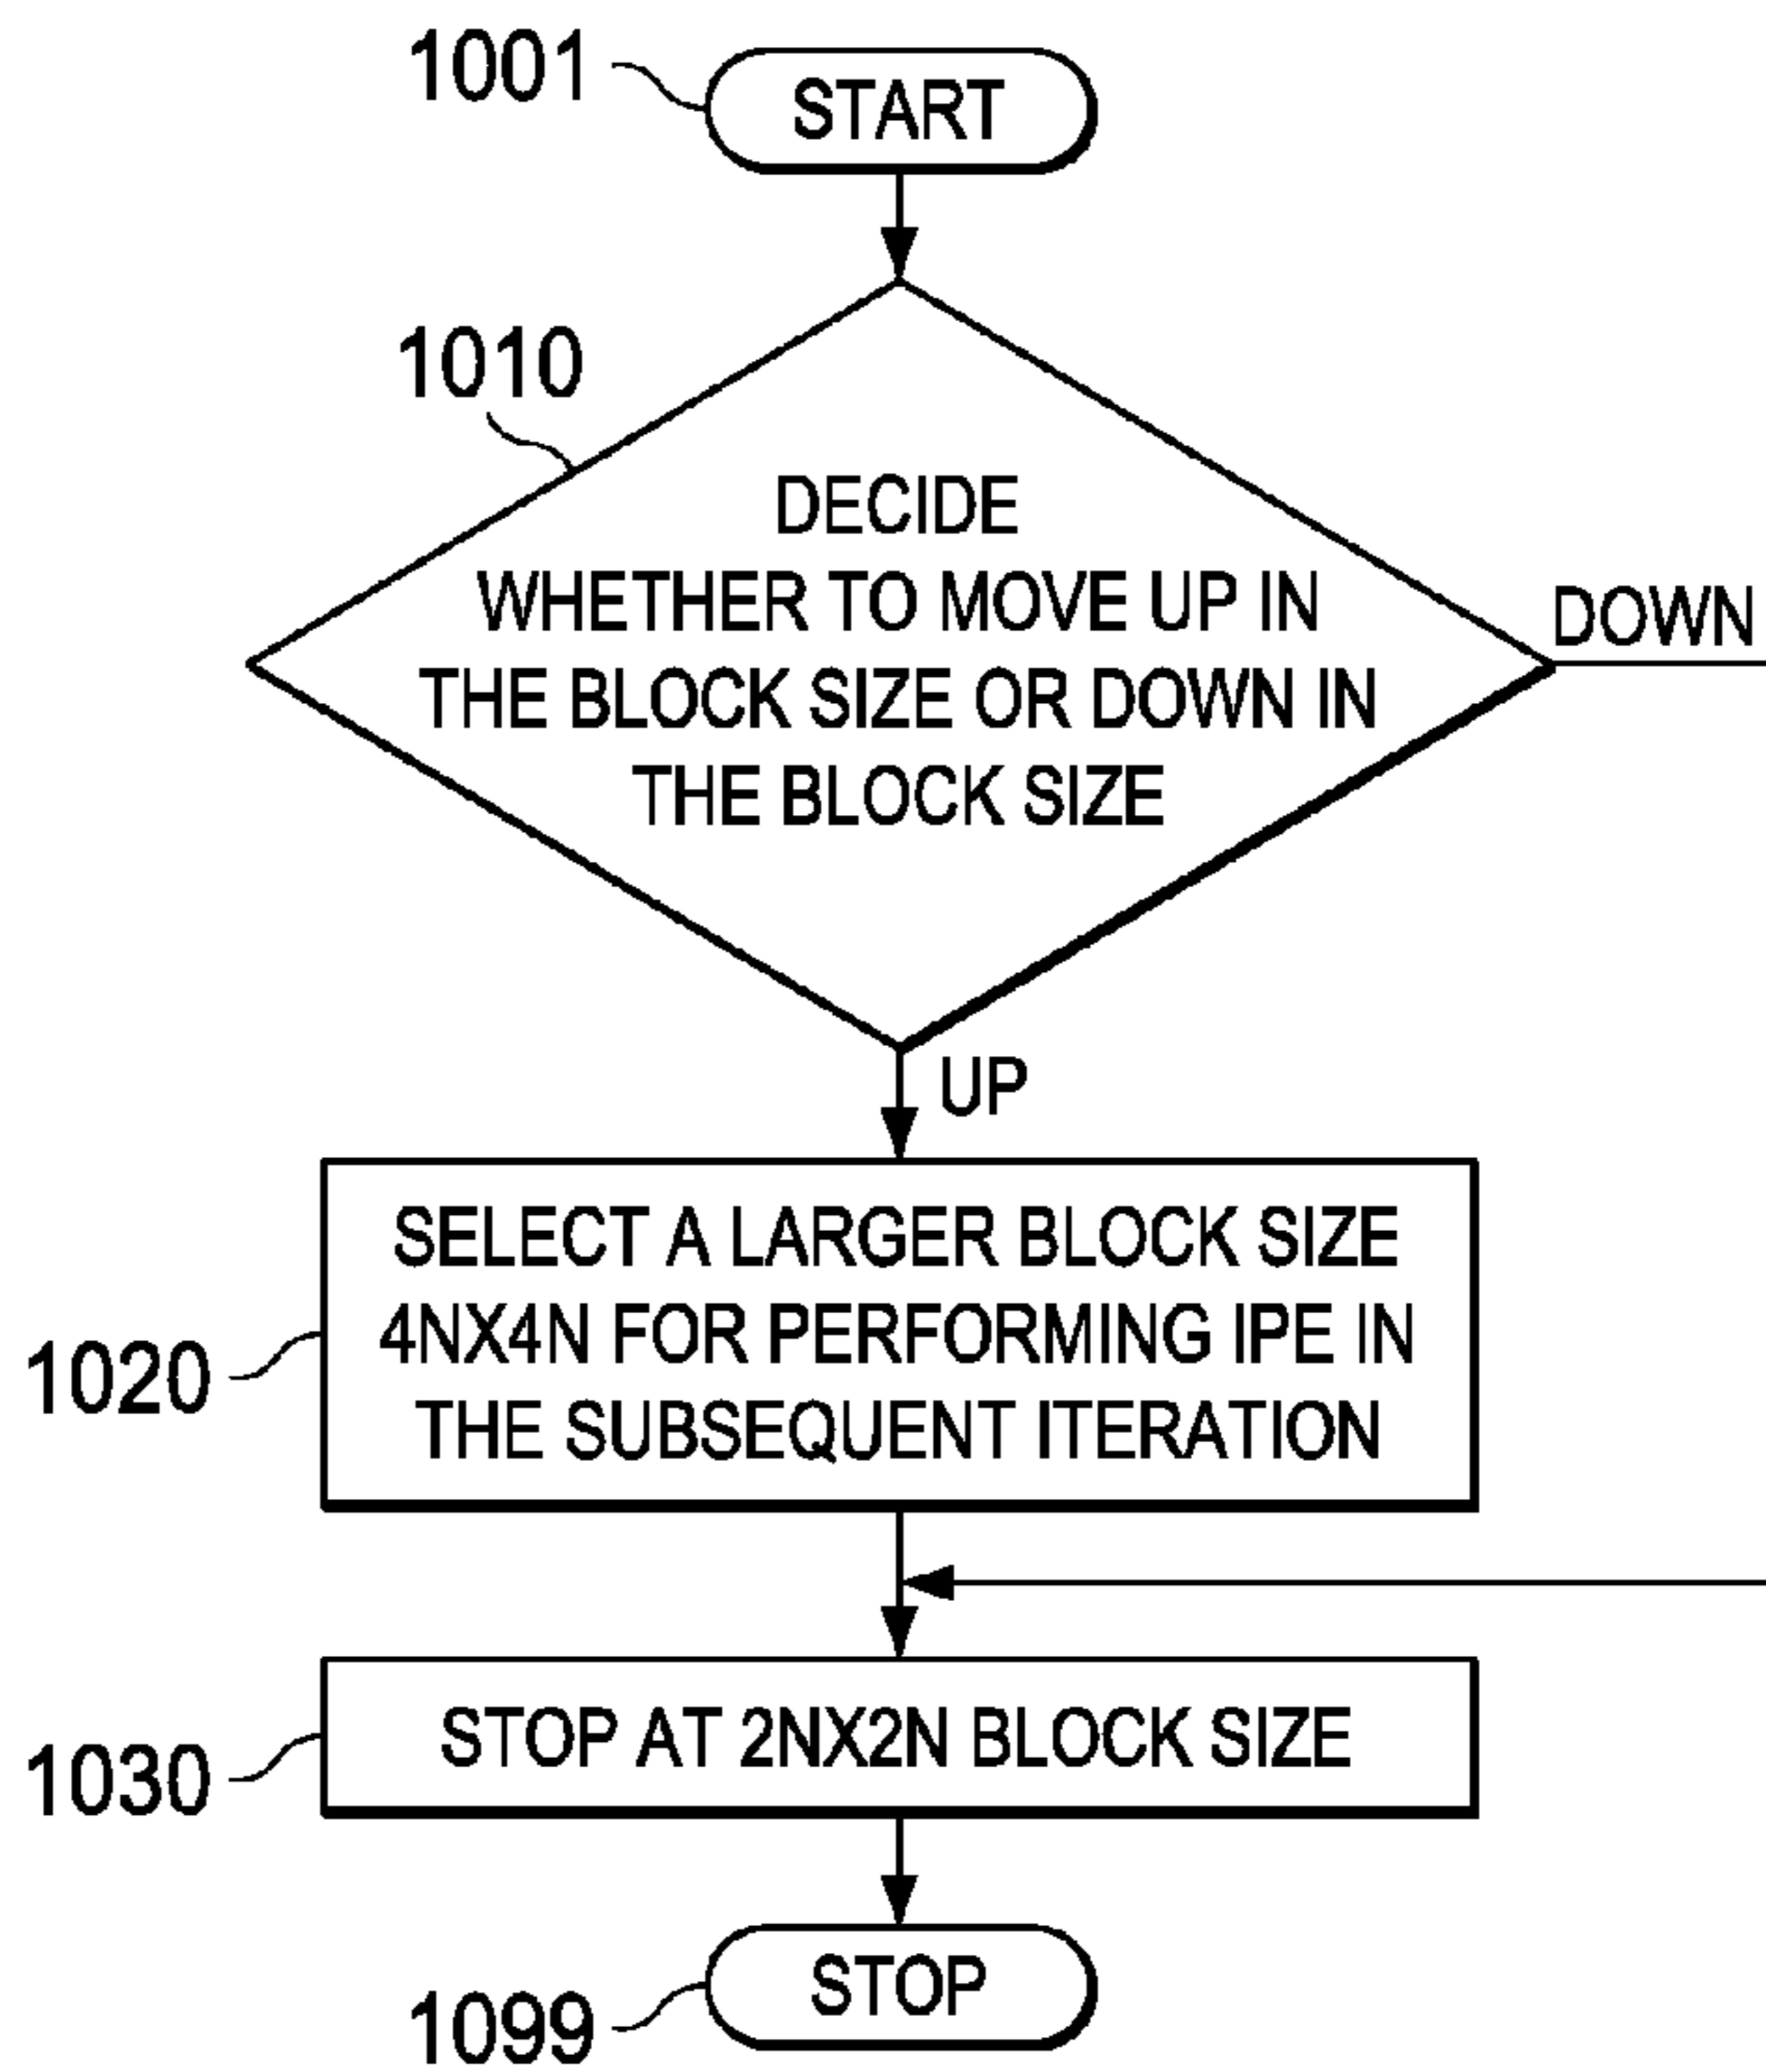 1001
START
1010
DECIDE
WHETHER TO MOVE UP IN
THE BLOCK SIZE OR DOWN IN
THE BLOCK SIZE
DOWN
UP
1020
SELECT A LARGER BLOCK SIZE
4NX4N FOR PERFORMING IPE IN
THE SUBSEQUENT ITERATION
1030
STOP AT 2NX2N BLOCK SIZE
1099
STOP